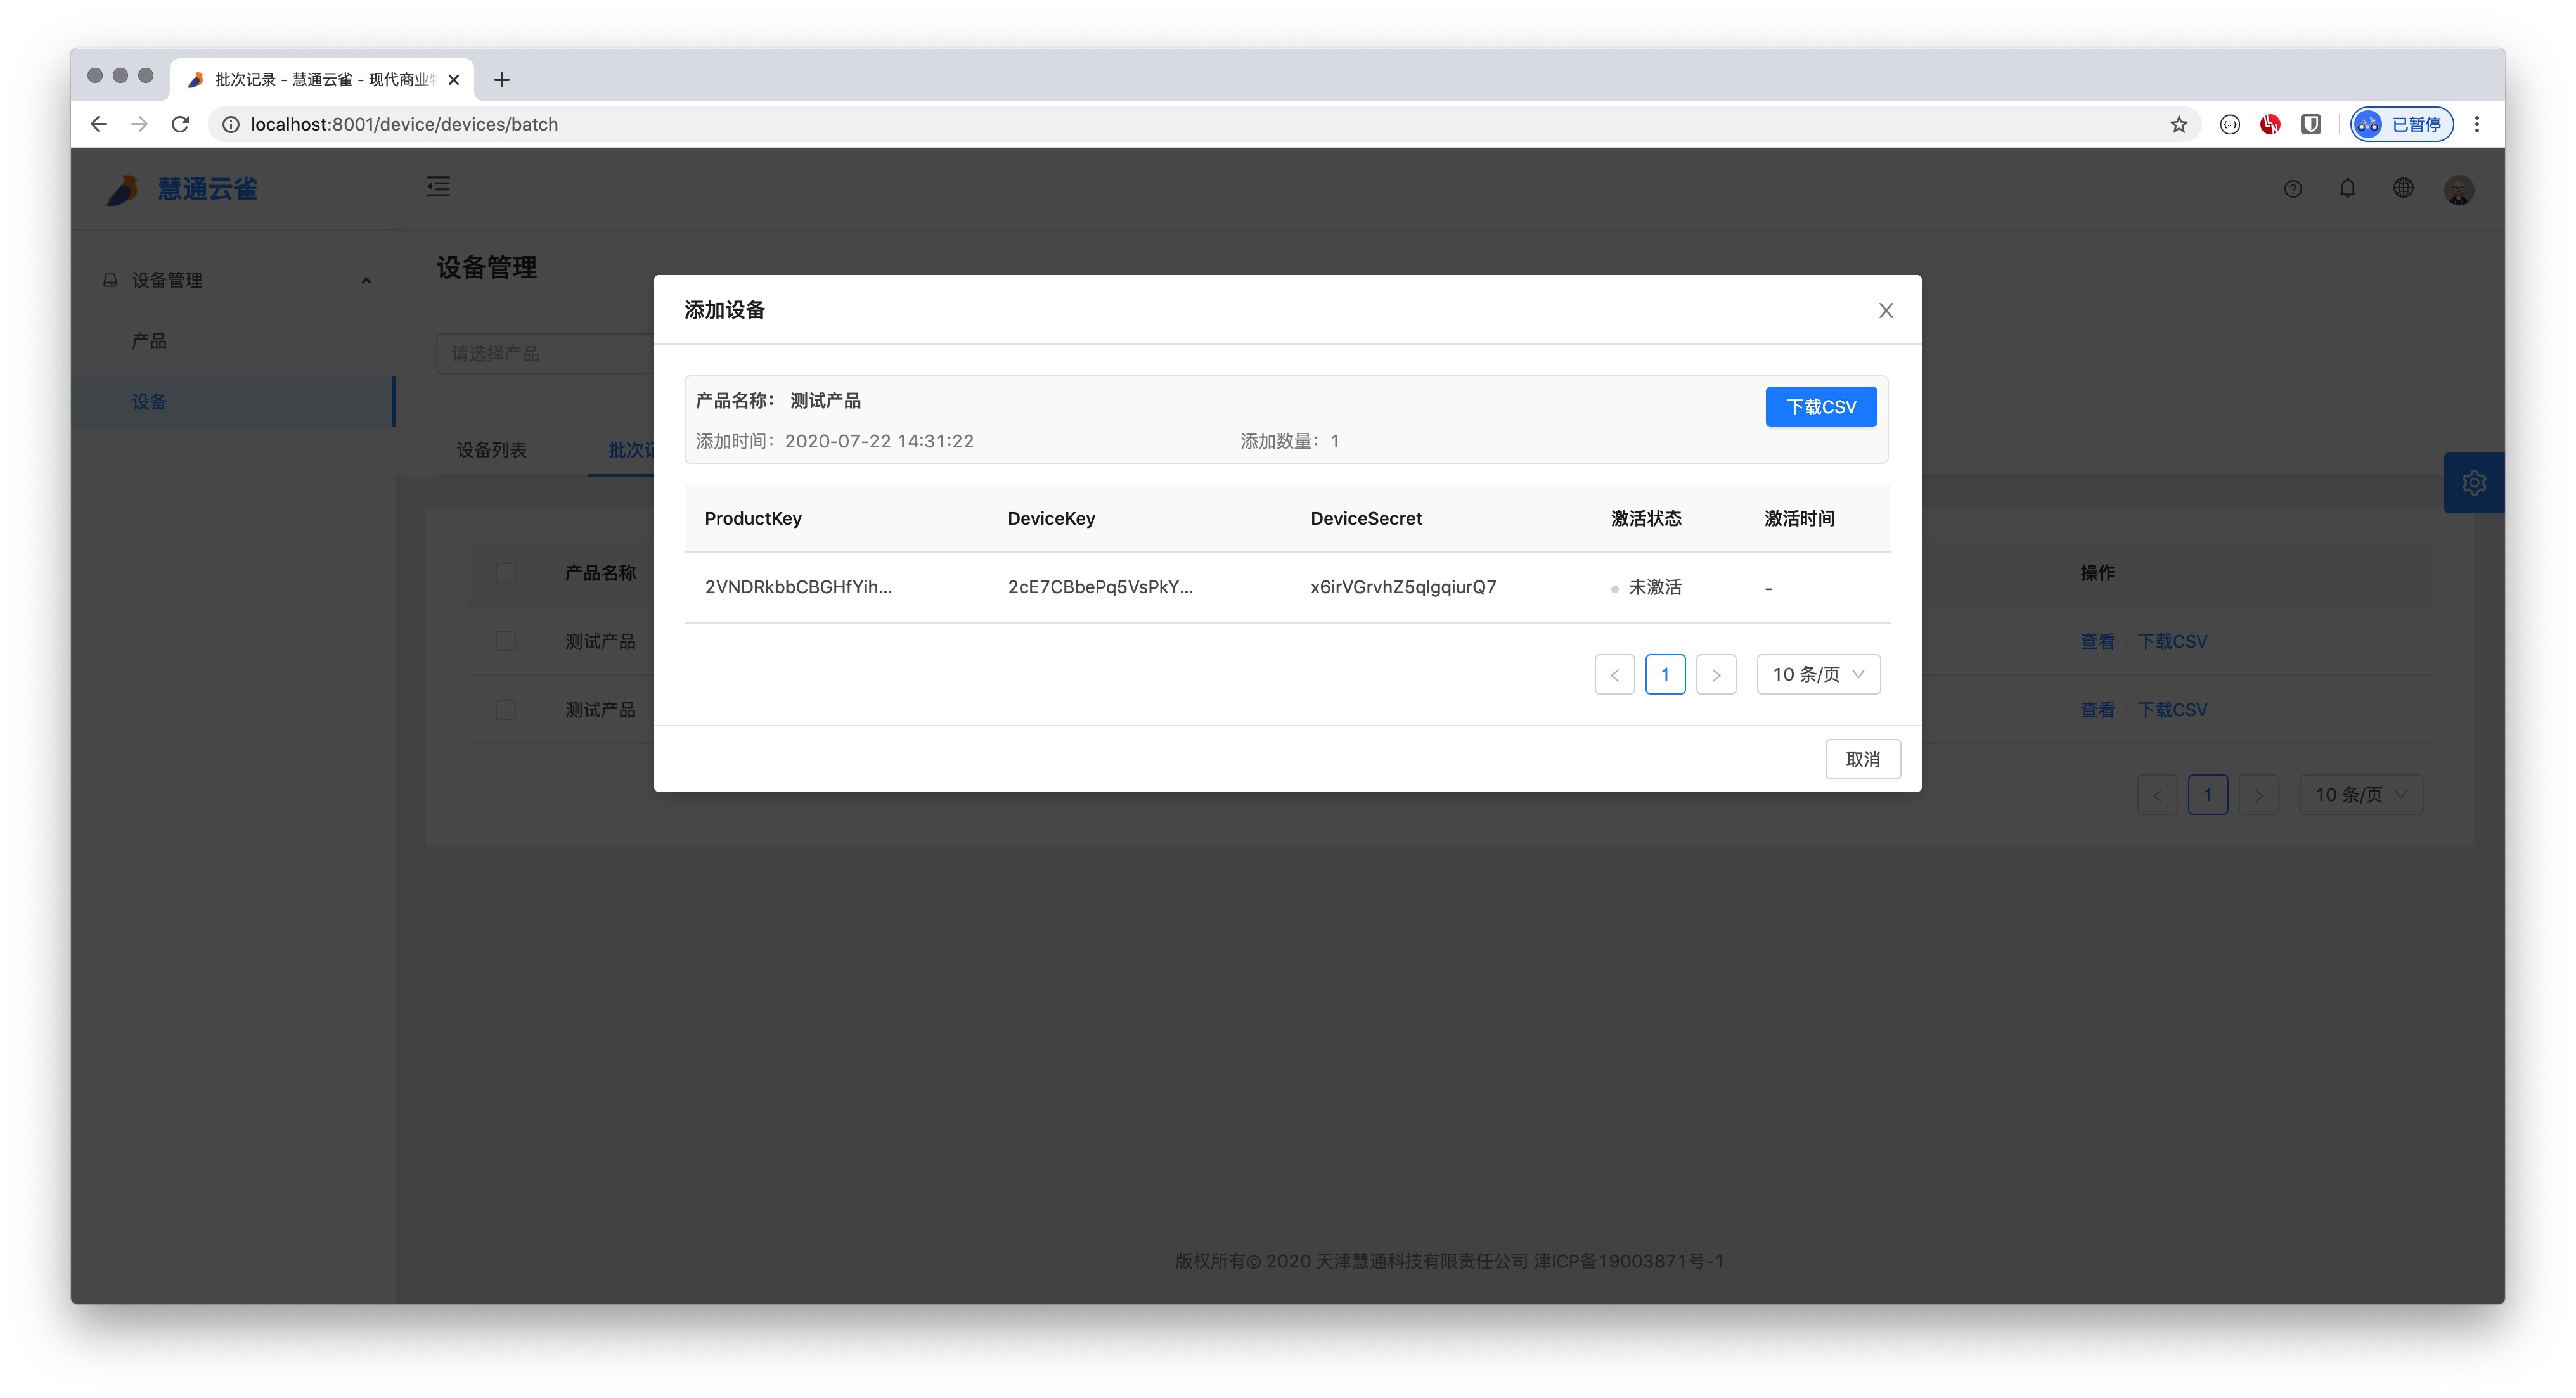 批次记录 - 慧通云雀 - 现代商业
localhost:8001/device/devices/batch
已暂停
慧通云雀
设备管理
产品
设备
设备管理
请选择产品
设备列表
批次记
产品名称
操作
测试产品
查看
下载CSV
测试产品
查看
下载CSV
1
10 条/页
添加设备
产品名称： 测试产品
下载CSV
添加时间：2020-07-22 14:31:22
添加数量：1
ProductKey DeviceKey DeviceSecret 激活状态 激活时间
2VNDRkbbCBGHfYih... 2cE7CBbePq5VsPkY... x6irVGrvhZ5qlgqiurQ7 未激活 -
1
10 条/页
取消
版权所有© 2020 天津慧通科技有限责任公司 津ICP备19003871号-1